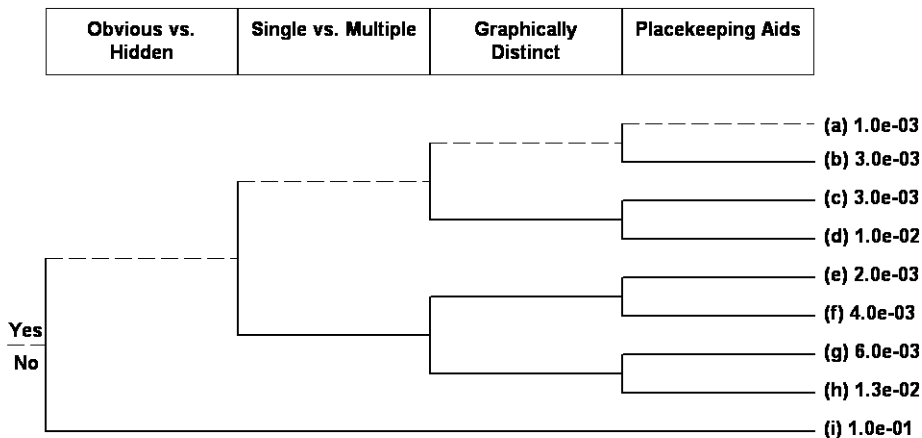 Obvious vs.
Hidden
Single vs. Multiple
Graphically
Distinct
Placekeeping Aids
(a) 1.0e-03
(b) 3.0e-03
(c) 3.0e-03
(d) 1.0e-02
(e) 2.0e-03
(f) 4.0e-03
Yes
No
(g) 6.0e-03
(h) 1.3e-02
(i) 1.0e-01